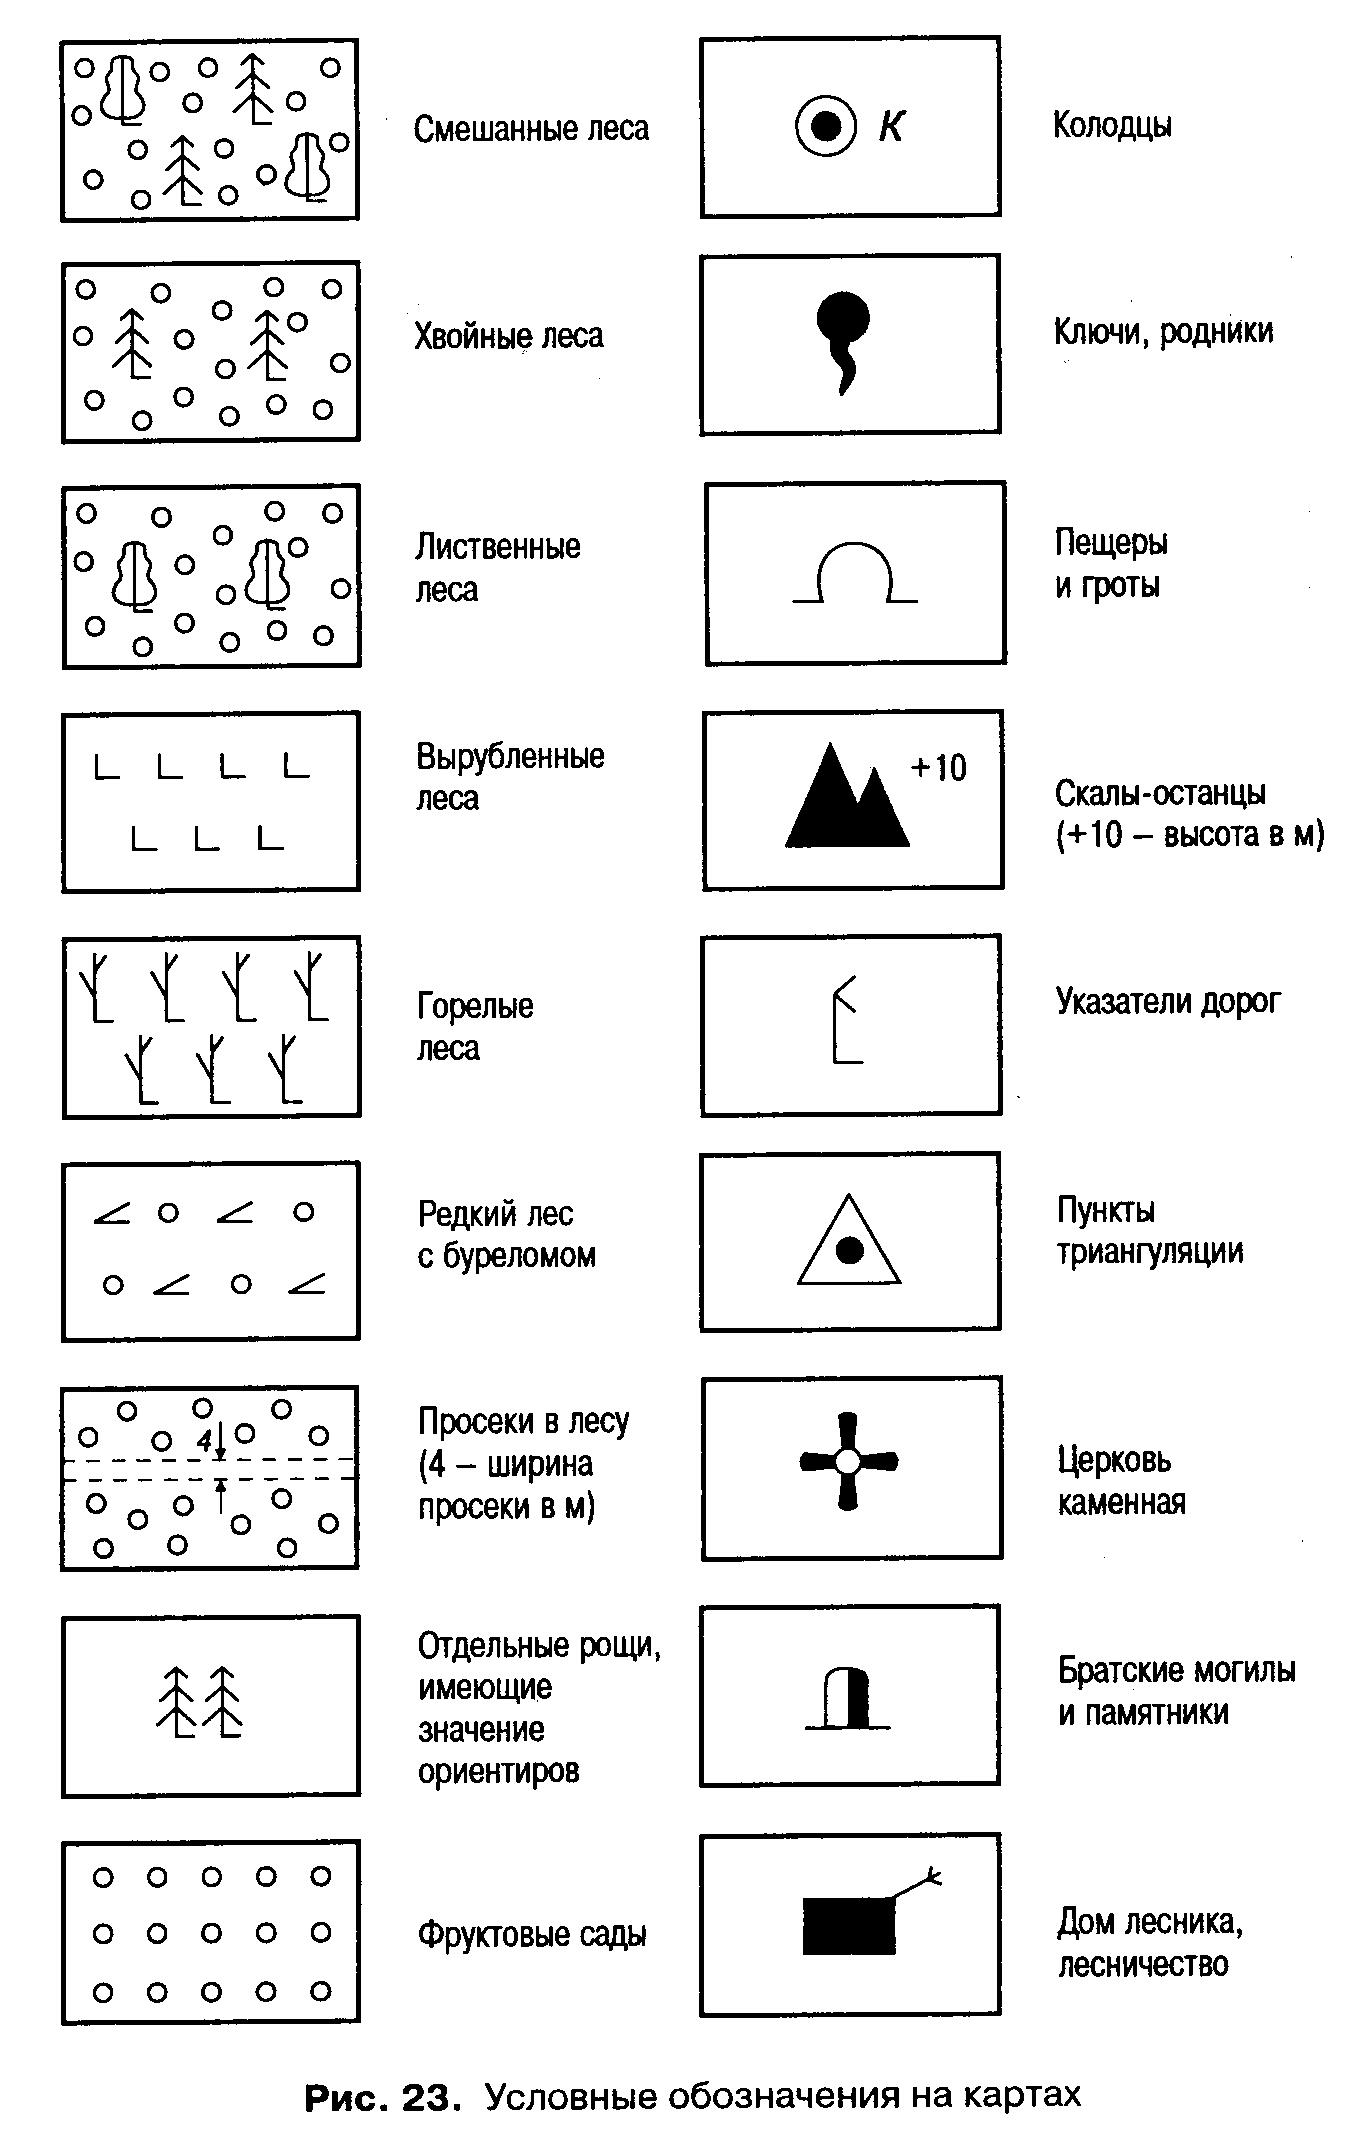 Смешанные леса
Хвойные леса
Лиственные
леса
Вырубленные
леса
Горелые
леса
Редкий лес
с буреломом
4
Просеки в лесу
(4 – ширина
просеки в м)
Отдельные рощи,
имеющие
значение
ориентиров
Фруктовые сады
К
Колодцы
Ключи, родники
Пещеры
и гроты
+10
Скалы-останцы
(+10 – высота в м)
Указатели дорог
Пункты
триангуляции
Церковь
каменная
Братские могилы
и памятники
Дом лесника,
лесничество
Рис. 23. Условные обозначения на картах